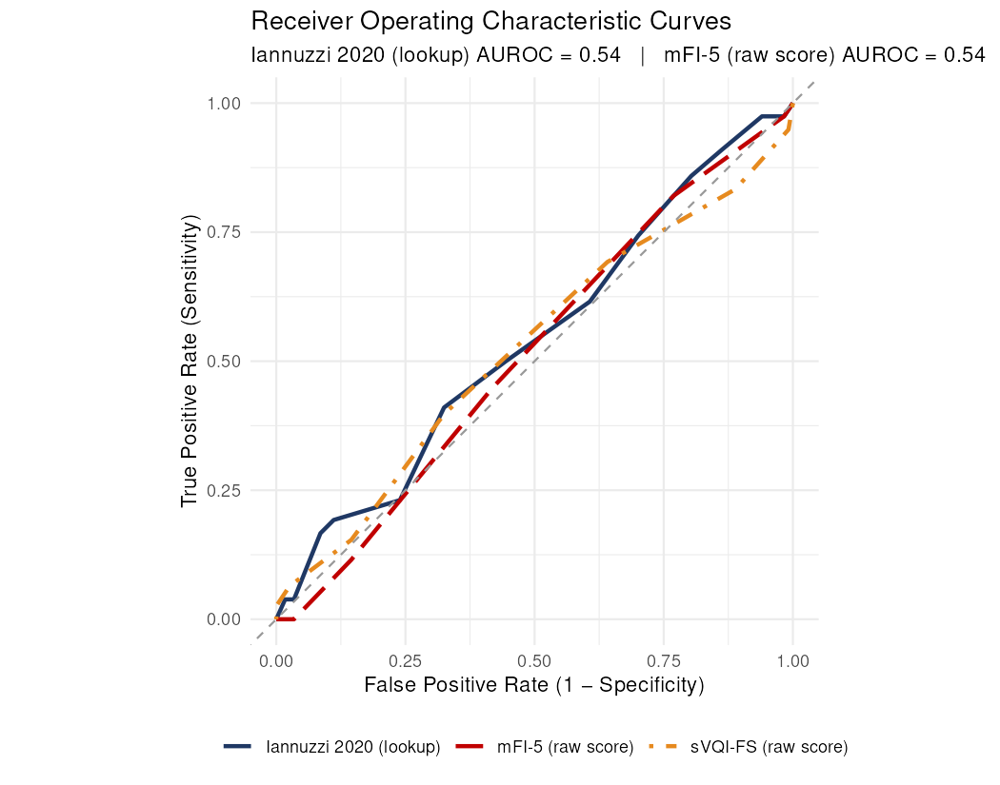 Receiver Operating Characteristic Curves
Iannuzzi 2020 (lookup) AUROC = 0.54 | mFI-5 (raw score) AUROC = 0.54
1.00
0.75
0.50
0.25
0.00
True Positive Rate (Sensitivity)
0.00 0.25 0.50 0.75 1.00
False Positive Rate (1 – Specificity)
Iannuzzi 2020 (lookup) mFI-5 (raw score) sVQI-FS (raw score)